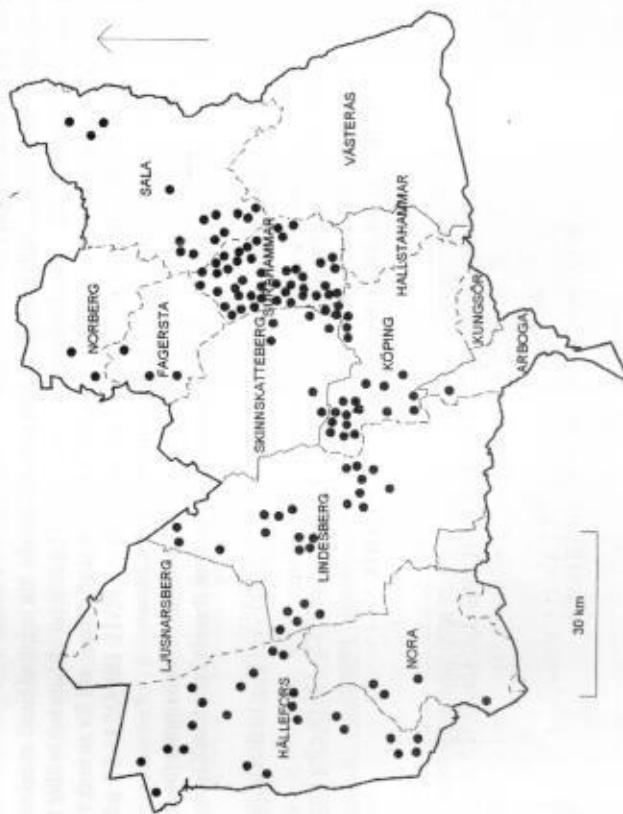 SALA
NORBERG
FAGERSTA
VÄSTERÅS
SURAHAMMAR
HALLSTAHAMMAR
SKINNSKATTEBERG
KÖPING
KUNGSÖR
ARBOGA
LJUSNARSBERG
LINDESBERG
HÄLLEFORS
NORA
30 km